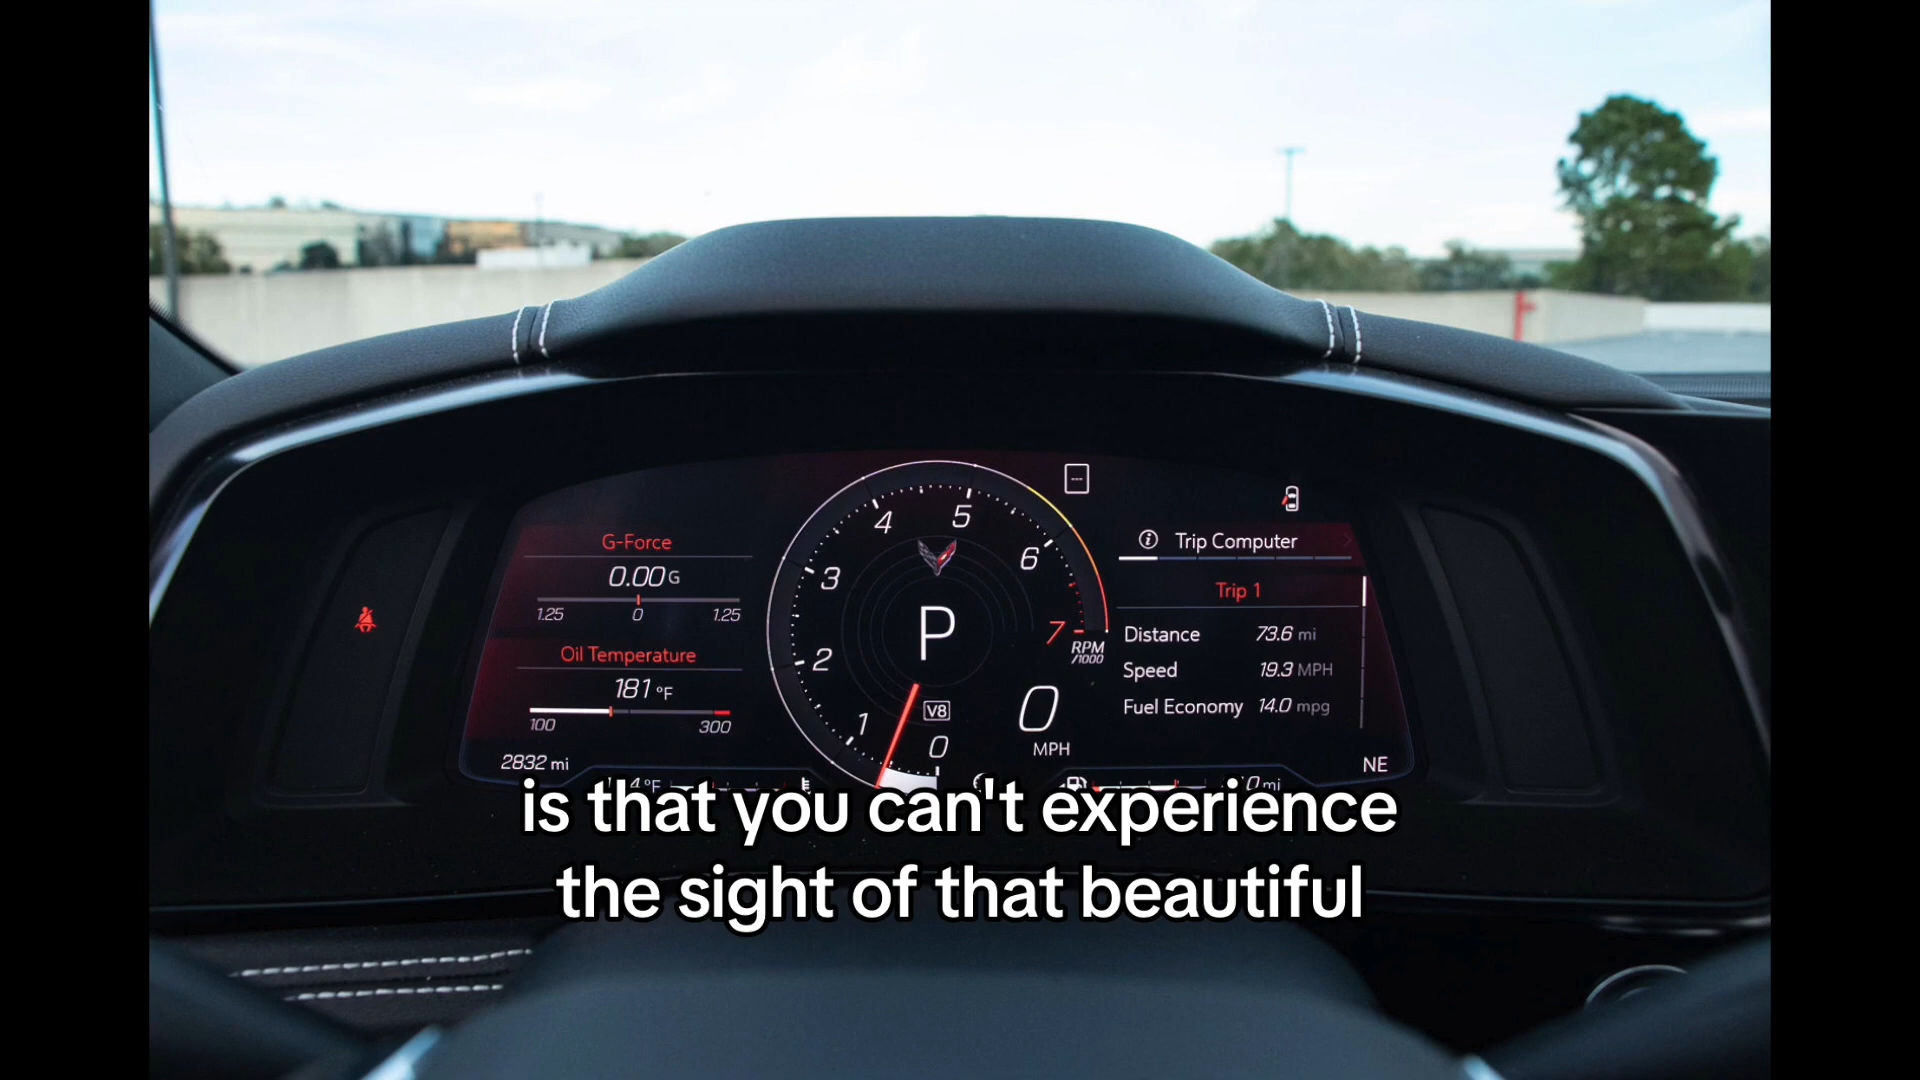 G-Force
0.00 G
1.25 0 1.25
Oil Temperature
181 °F
100 300
2832 mi
4
5
3
6
2
7
1
0
RPM
/1000
P
V8
0
MPH
---
Trip Computer
Trip 1
Distance 73.6 mi
Speed 19.3 MPH
Fuel Economy 14.0 mpg
NE
is that you can't experience
the sight of that beautiful